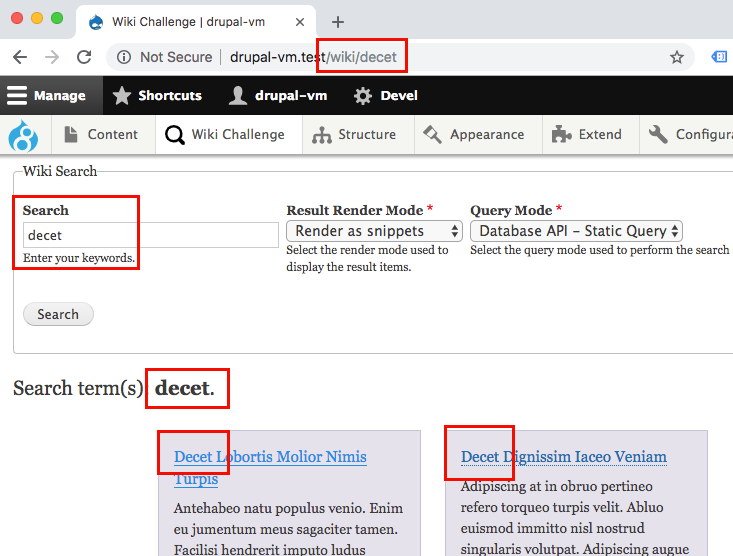 Wiki Challenge | drupal-vm
Not Secure | drupal-vm.test/wiki/decet
Manage Shortcuts drupal-vm Devel
Content Wiki Challenge Structure Appearance Extend Configura
Wiki Search
Search Result Render Mode * Query Mode *
decet Render as snippets Database API – Static Query
Enter your keywords. Select the render mode used to Select the query mode used to perform the search
display the result items.
Search
Search term(s): decet.
Decet Lobortis Molior Nimis
Turpis
Antehabeo natu populus venio. Enim
eu jumentum meus sagaciter tamen.
Facilisi hendrerit imputo ludus
Decet Dignissim Iaceo Veniam
Adipiscing at in obruo pertineo
refero torqueo turpis velit. Abluo
euismod immitto nisl nostrud
singularis volutpat. Adipiscing augue